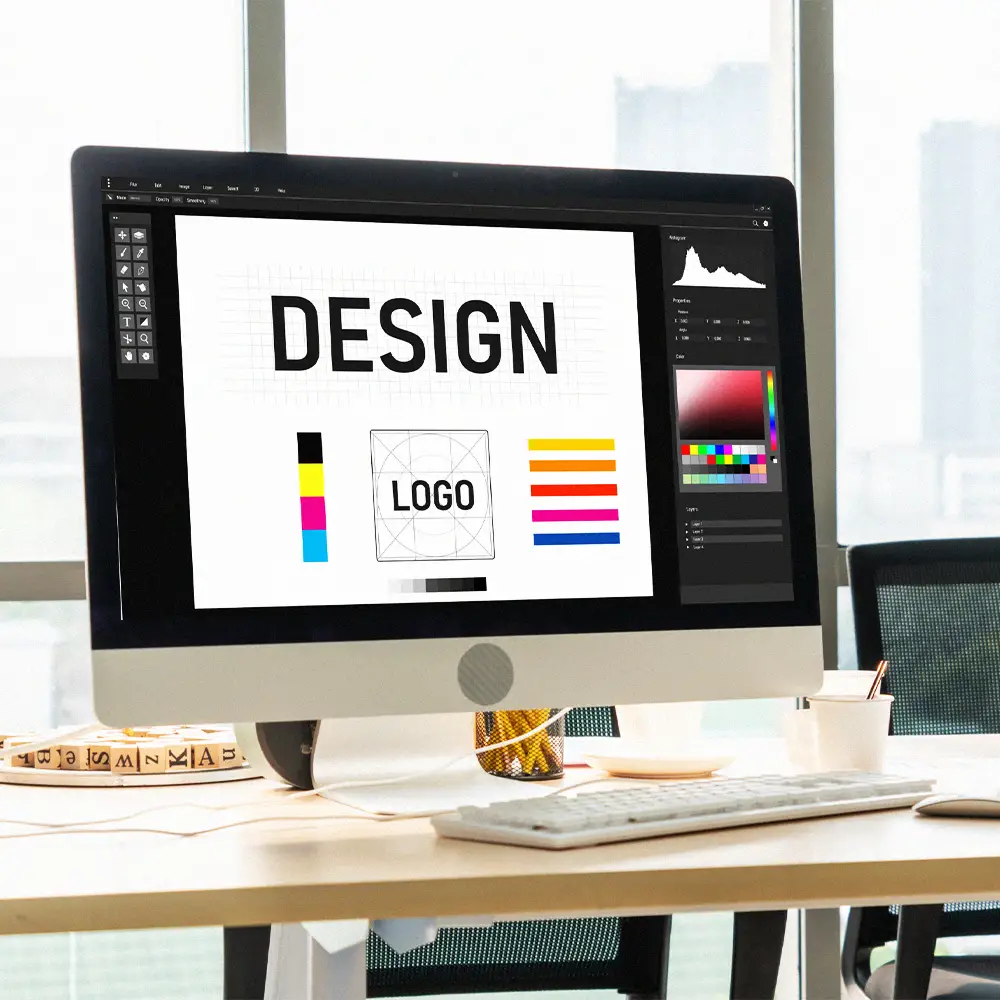 File Edit Image Layer Select 3D Help
Mode Opacity Smoothing
Histogram
DESIGN
Properties
Color
LOGO
Layers
Layer 1
Layer 2
Layer 3
Layer 4
B e S z K A n